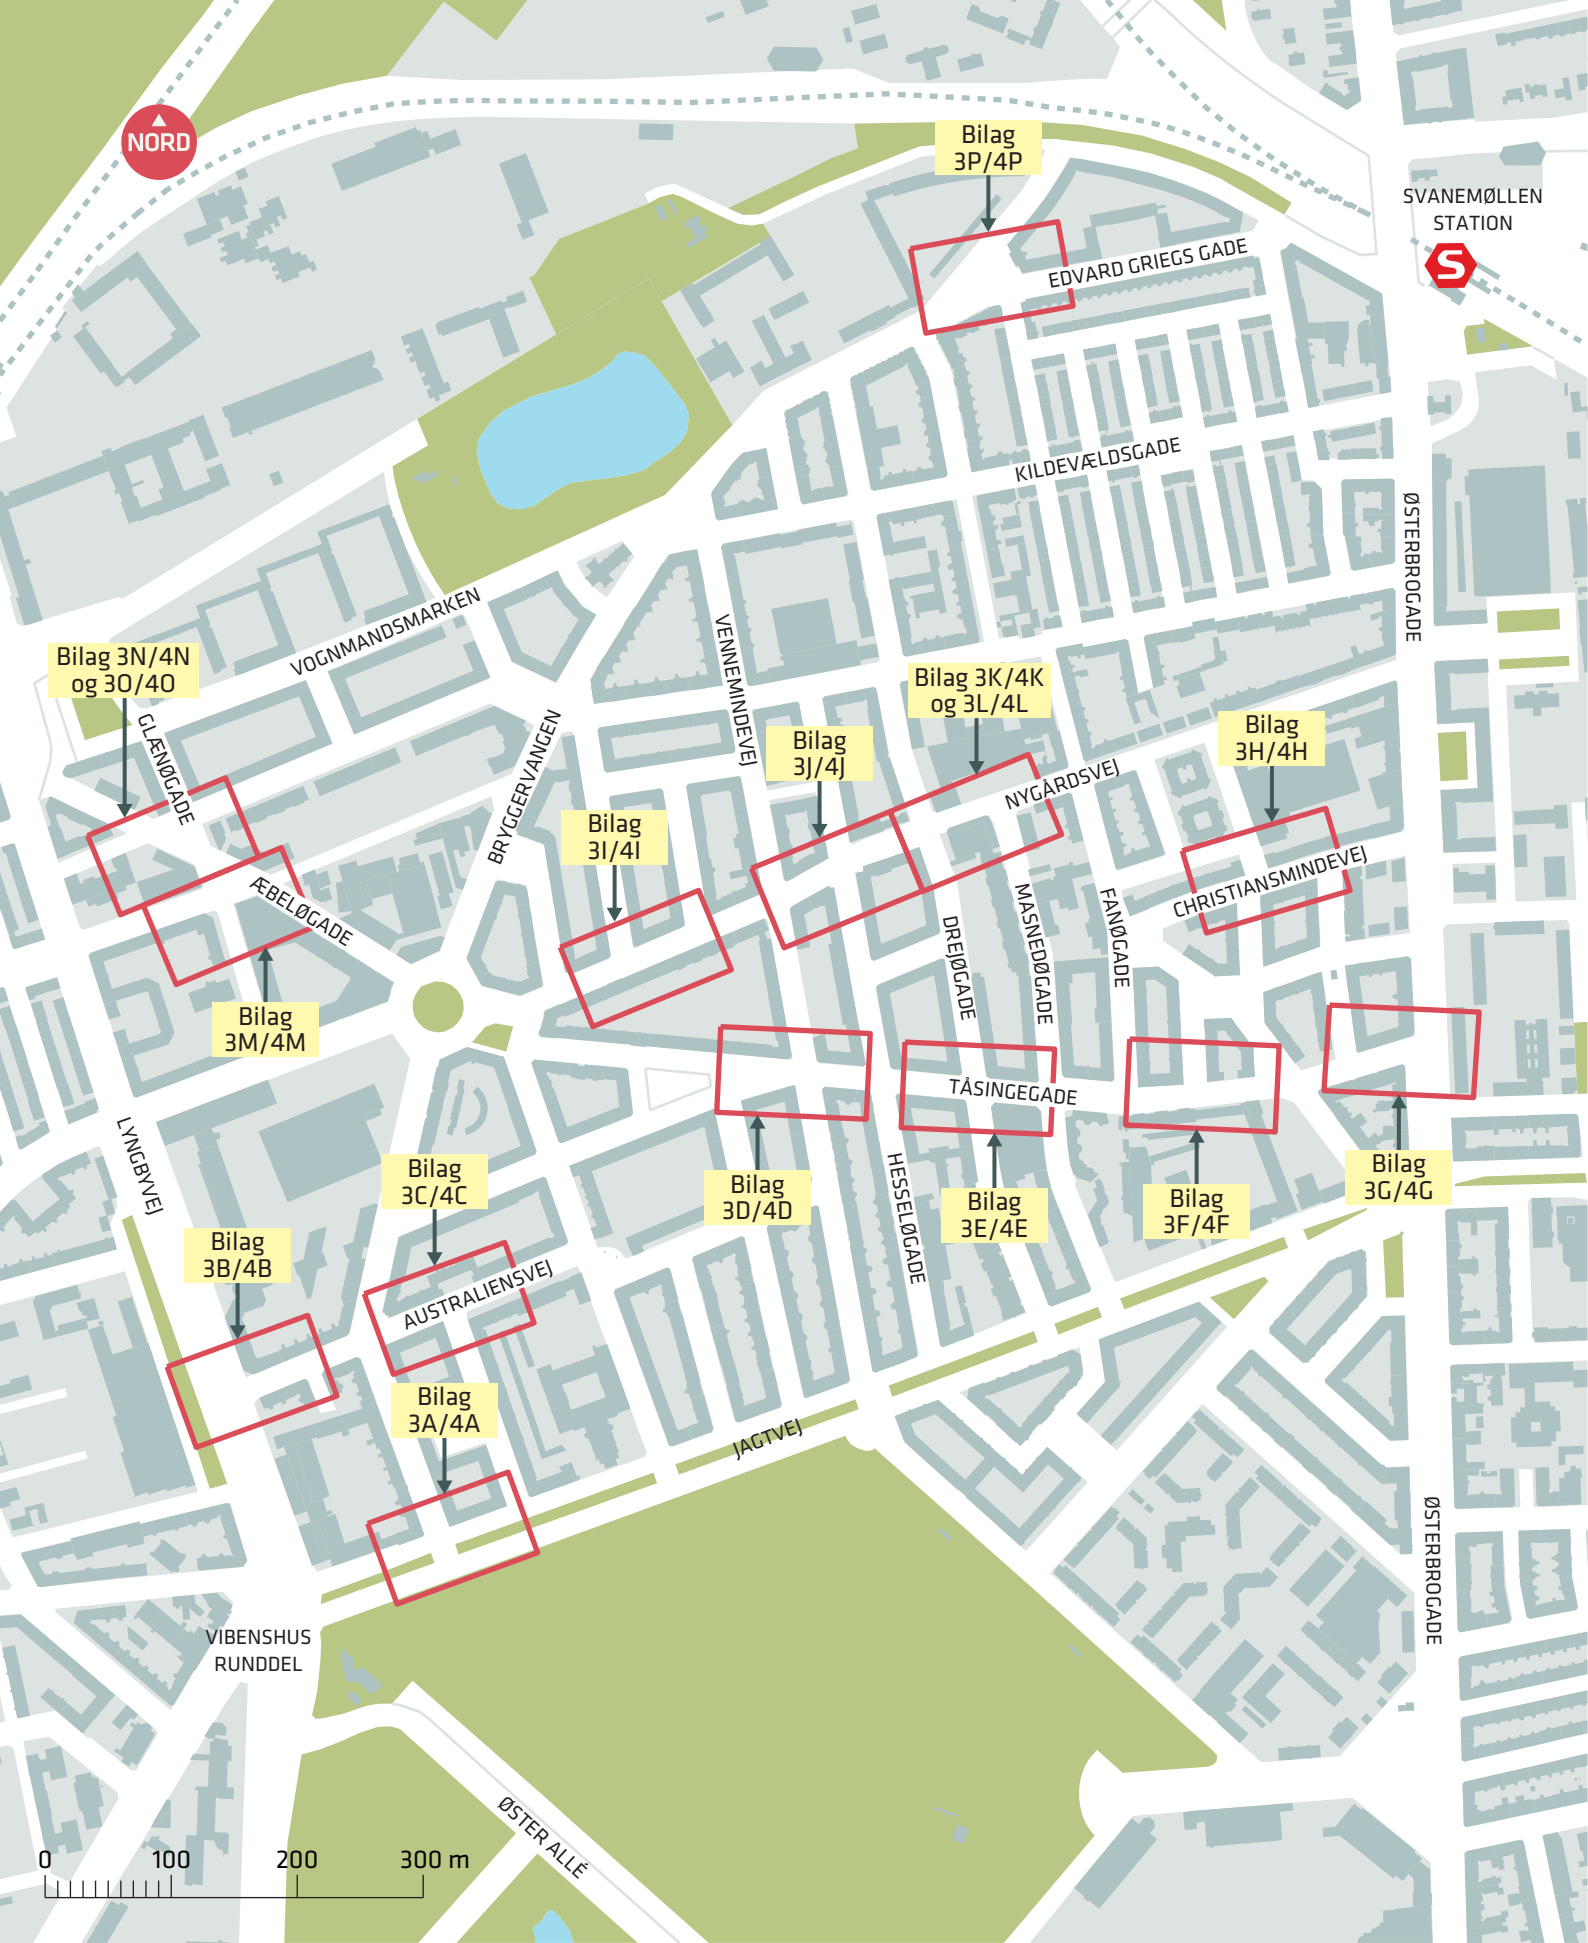 NORD
Bilag
3P/4P
SVANEMØLLEN
STATION
S
EDVARD GRIEGS GADE
KILDEVÆLDSGADE
ØSTERBROGADE
VOGNMANDSMARKEN
VENNEMINDEVEJ
Bilag 3N/4N
og 3O/4O
Bilag 3K/4K
og 3L/4L
GLÆNØGADE
BRYGGERVANGEN
Bilag
3J/4J
Bilag
3H/4H
NYGÅRDSVEJ
Bilag
3I/4I
CHRISTIANSMINDEVEJ
ÆBELØGADE
DREJØGADE
MASNEDØGADE
FANØGADE
Bilag
3M/4M
TÅSINGEGADE
LYNGBYVEJ
Bilag
3C/4C
Bilag
3D/4D
HESSELØGADE
Bilag
3E/4E
Bilag
3F/4F
Bilag
3G/4G
Bilag
3B/4B
AUSTRALIENSVEJ
Bilag
3A/4A
JAGTVEJ
ØSTERBROGADE
VIBENSHUS
RUNDDEL
ØSTER ALLÉ
0 100 200 300 m